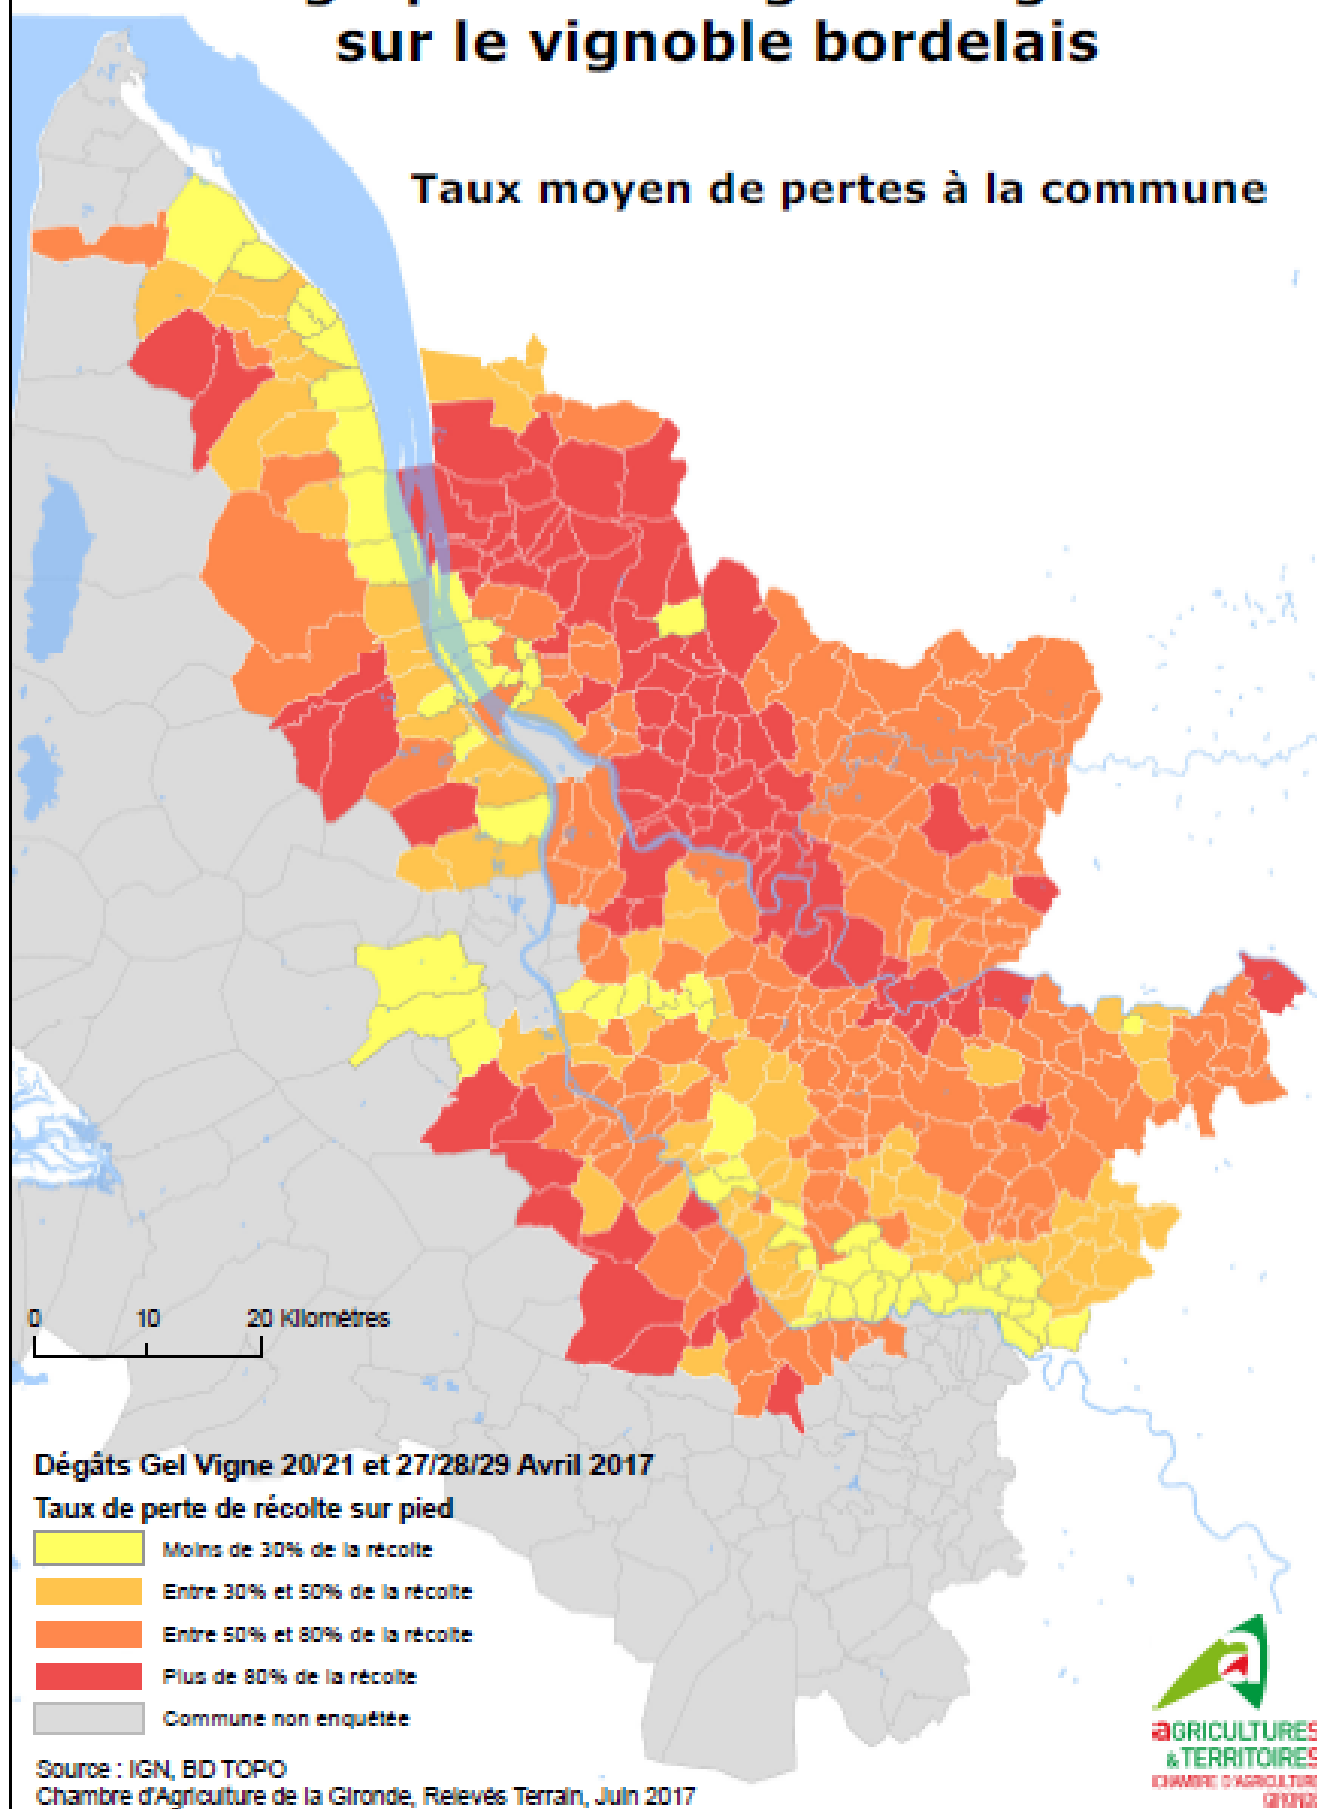 sur le vignoble bordelais
Taux moyen de pertes à la commune
0 10 20 Kilomètres
Dégâts Gel Vigne 20/21 et 27/28/29 Avril 2017
Taux de perte de récolte sur pied
Moins de 30% de la récolte
Entre 30% et 50% de la récolte
Entre 50% et 80% de la récolte
Plus de 80% de la récolte
Commune non enquêtée
Source : IGN, BD TOPO
Chambre d'Agriculture de la Gironde, Relevés Terrain, Juin 2017
aGRICULTURES
& TERRITOIRES
CHAMBRE D'AGRICULTURE
GIRONDE